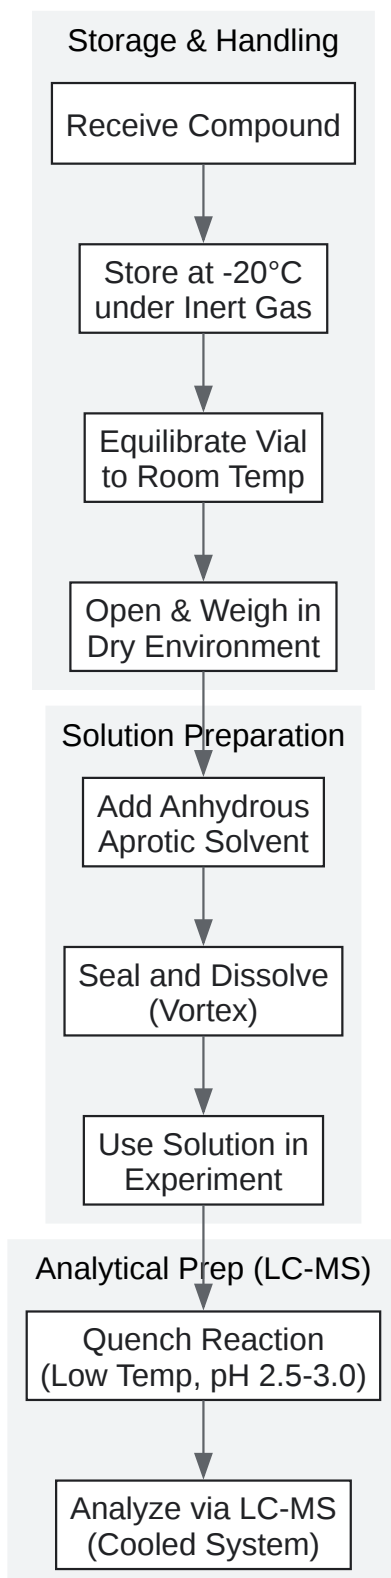 Storage & Handling
Receive Compound
Store at -20°C
under Inert Gas
Equilibrate Vial
to Room Temp
Open & Weigh in
Dry Environment
Solution Preparation
Add Anhydrous
Aprotic Solvent
Seal and Dissolve
(Vortex)
Use Solution in
Experiment
Analytical Prep (LC-MS)
Quench Reaction
(Low Temp, pH 2.5-3.0)
Analyze via LC-MS
(Cooled System)